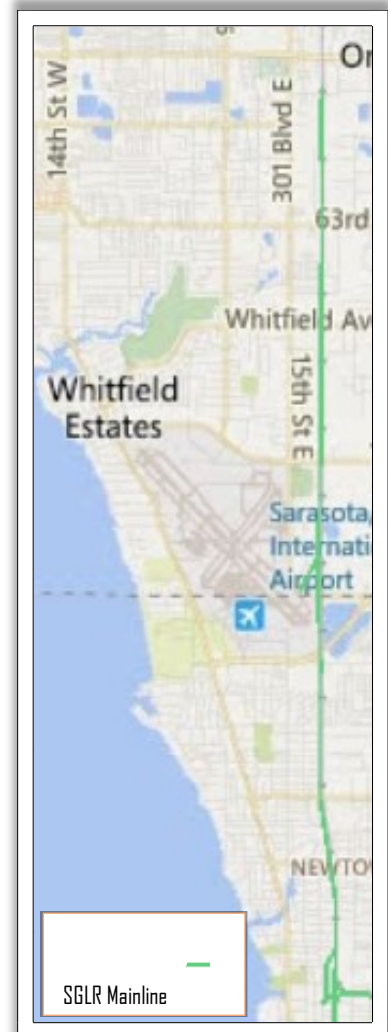 Or
14th St W
301 Blvd E
63rd
Whitfield Av
15th St E
Whitfield
Estates
Sarasota,
Internati
Airport
NEWTO
SGLR Mainline